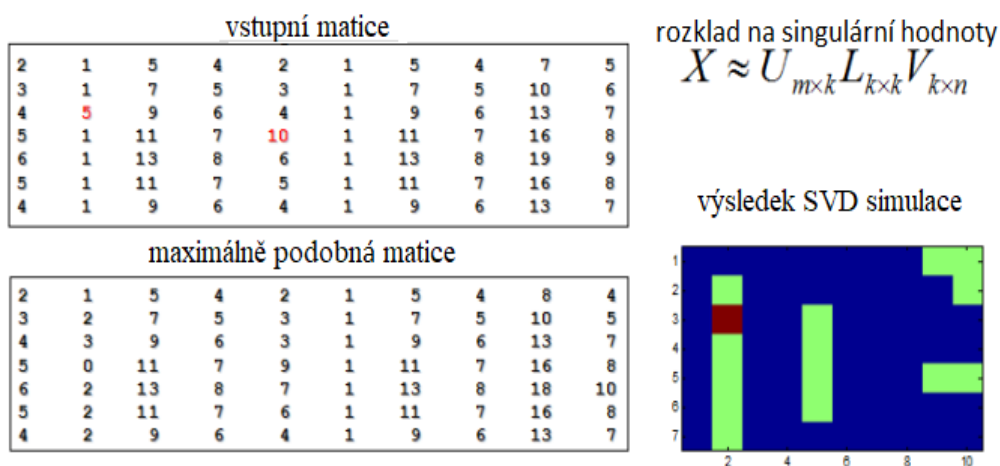 vstupní matice
2 1 5 4 2 1 5 4 7 5
3 1 7 5 3 1 7 5 10 6
4 5 9 6 4 1 9 6 13 7
5 1 11 7 10 1 11 7 16 8
6 1 13 8 6 1 13 8 19 9
5 1 11 7 5 1 11 7 16 8
4 1 9 6 4 1 9 6 13 7
maximálně podobná matice
2 1 5 4 2 1 5 4 8 4
3 2 7 5 3 1 7 5 10 5
4 3 9 6 3 1 9 6 13 7
5 0 11 7 9 1 11 7 16 8
6 2 13 8 7 1 13 8 18 10
5 2 11 7 6 1 11 7 16 8
4 2 9 6 4 1 9 6 13 7
rozklad na singulární hodnoty
X ≈ U m×k L k×k V k×n
výsledek SVD simulace
1
2
3
4
5
6
7
2 4 6 8 10